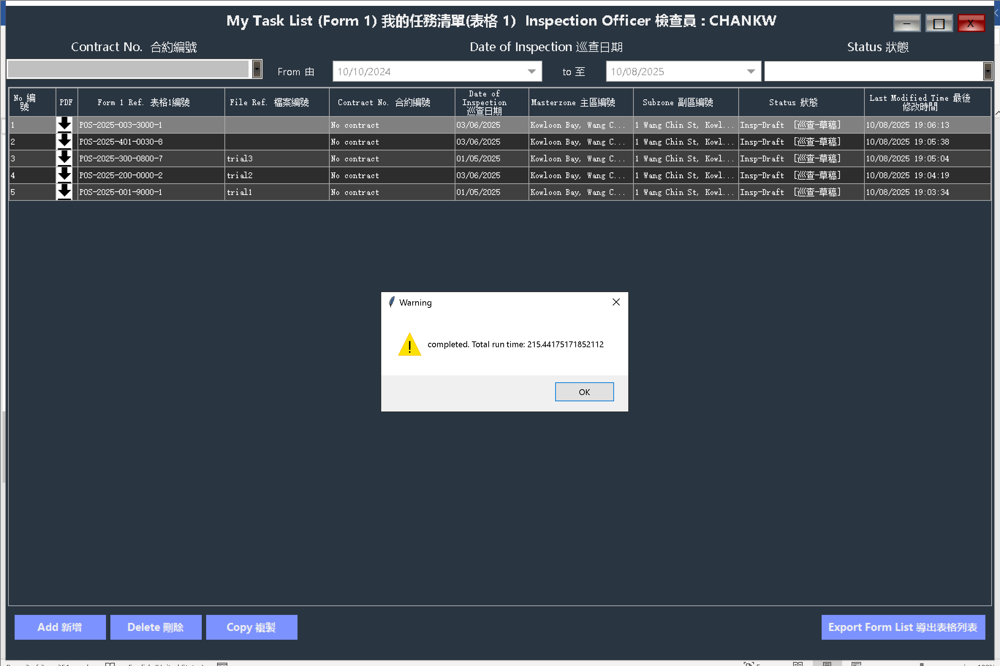 My Task List (Form 1) 我的任務清單(表格 1)  Inspection Officer 檢查員 : CHANKW
Contract No. 合約編號
Date of Inspection 巡查日期
Status 狀態
From 由
10/10/2024
to 至
10/08/2025
No 編號
PDF
Form 1 Ref. 表格1編號
File Ref. 檔案編號
Contract No. 合約編號
Date of Inspection 巡查日期
Masterzone 主區編號
Subzone 副區編號
Status 狀態
Last Modified Time 最後修改時間
1 POS-2025-003-3000-1 No contract 03/06/2025 Kowloon Bay, Wang C... 1 Wang Chin St, Kowl... Insp-Draft [巡查-草稿] 10/08/2025 19:06:13
2 POS-2025-401-0030-8 No contract 03/06/2025 Kowloon Bay, Wang C... 1 Wang Chin St, Kowl... Insp-Draft [巡查-草稿] 10/08/2025 19:05:38
3 POS-2025-300-0800-7 trial3 No contract 01/05/2025 Kowloon Bay, Wang C... 1 Wang Chin St, Kowl... Insp-Draft [巡查-草稿] 10/08/2025 19:05:04
4 POS-2025-200-0000-2 trial2 No contract 03/06/2025 Kowloon Bay, Wang C... 1 Wang Chin St, Kowl... Insp-Draft [巡查-草稿] 10/08/2025 19:04:19
5 POS-2025-001-9000-1 trial1 No contract 01/05/2025 Kowloon Bay, Wang C... 1 Wang Chin St, Kowl... Insp-Draft [巡查-草稿] 10/08/2025 19:03:34
Warning
completed. Total run time: 215.44175171852112
OK
Add 新增
Delete 刪除
Copy 複製
Export Form List 導出表格列表